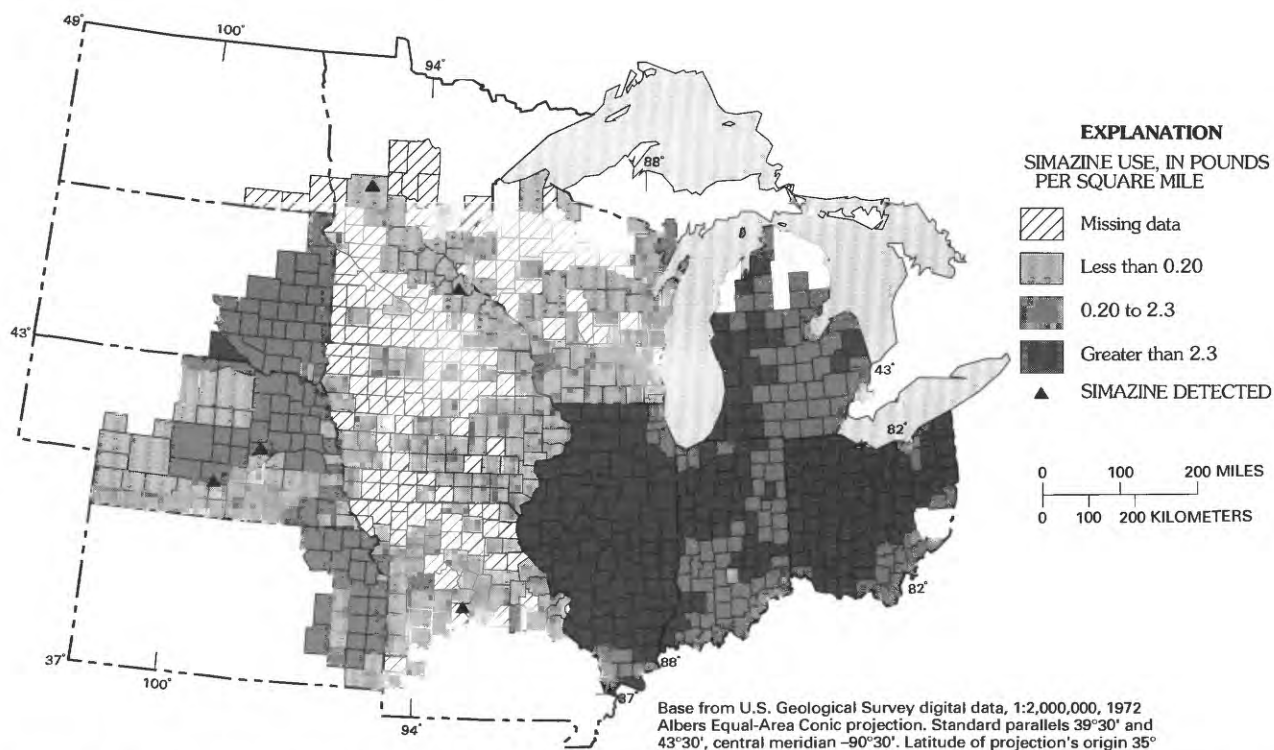 49°
100°
94°
88°
43°
43°
82°
82°
88°
37°
37°
100°
94°
EXPLANATION
SIMAZINE USE, IN POUNDS
PER SQUARE MILE
Missing data
Less than 0.20
0.20 to 2.3
Greater than 2.3
SIMAZINE DETECTED
0 100 200 MILES
0 100 200 KILOMETERS
Base from U.S. Geological Survey digital data, 1:2,000,000, 1972
Albers Equal-Area Conic projection. Standard parallels 39°30' and
43°30', central meridian –90°30'. Latitude of projection's origin 35°